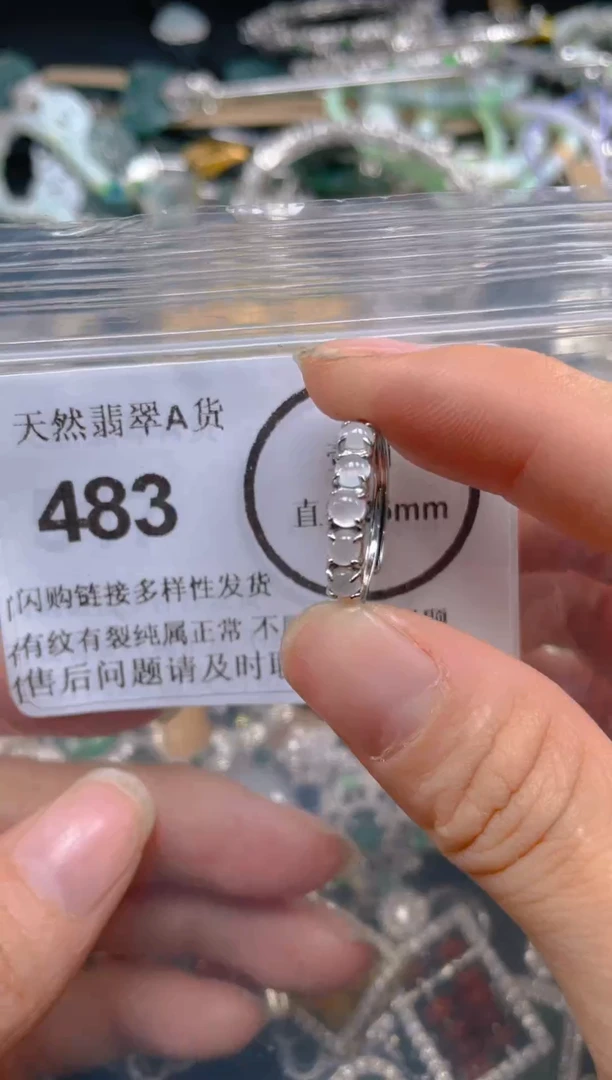 天然翡翠A货
483
直 mm
闪购链接多样性发货
有纹有裂纯属正常 不
售后问题请及时